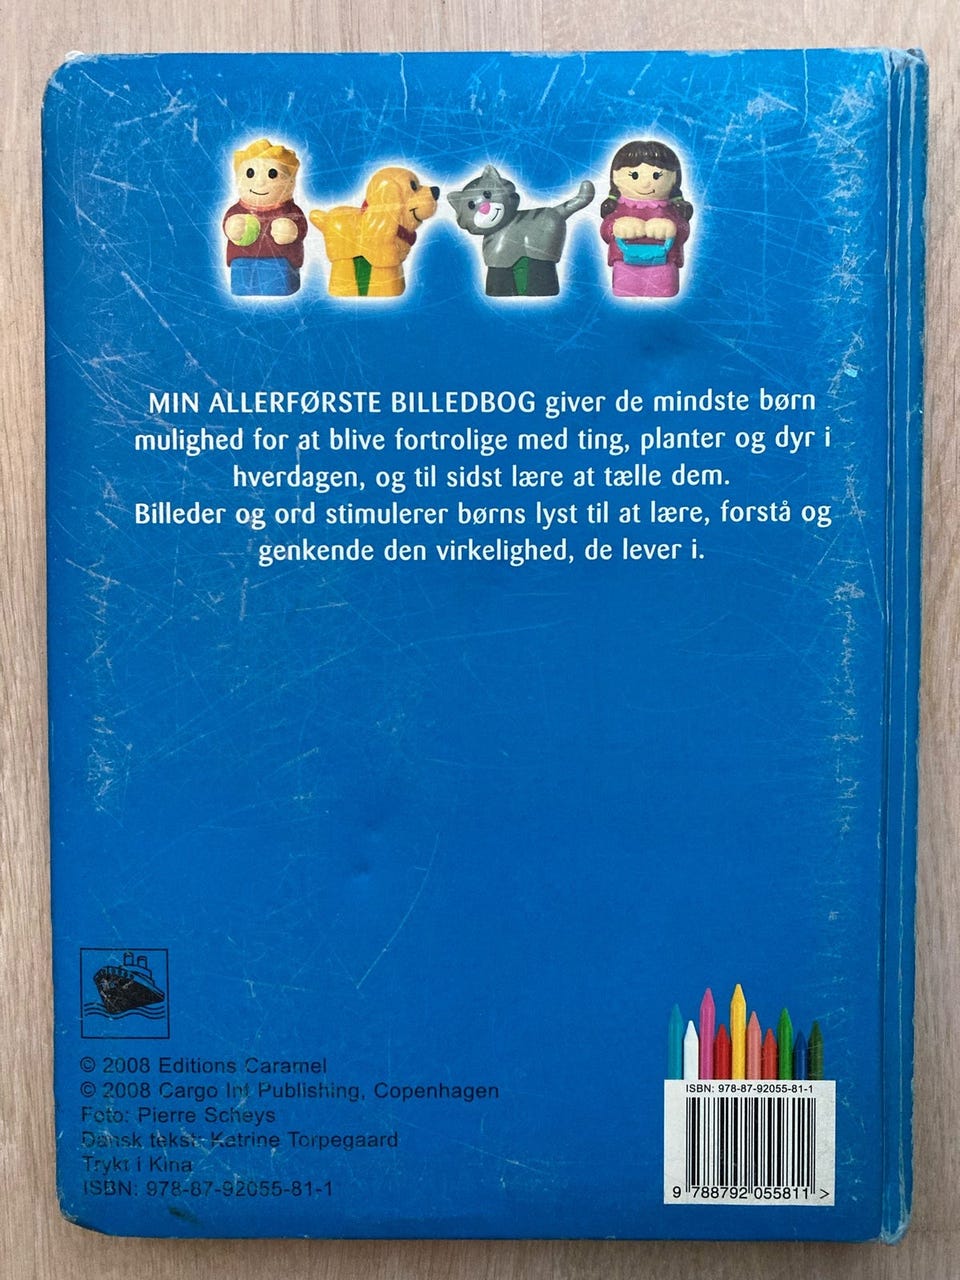 MIN ALLERFØRSTE BILLEDBOG giver de mindste børn
mulighed for at blive fortrolige med ting, planter og dyr i
hverdagen, og til sidst lære at tælle dem.
Billeder og ord stimulerer børns lyst til at lære, forstå og
genkende den virkelighed, de lever i.
© 2008 Editions Caramel
© 2008 Cargo Int Publishing, Copenhagen
Foto: Pierre Scheys
Dansk tekst: Katrine Torpegaard
Trykt i Kina
ISBN: 978-87-92055-81-1
ISBN: 978-87-92055-81-1
9 788792 055811 >